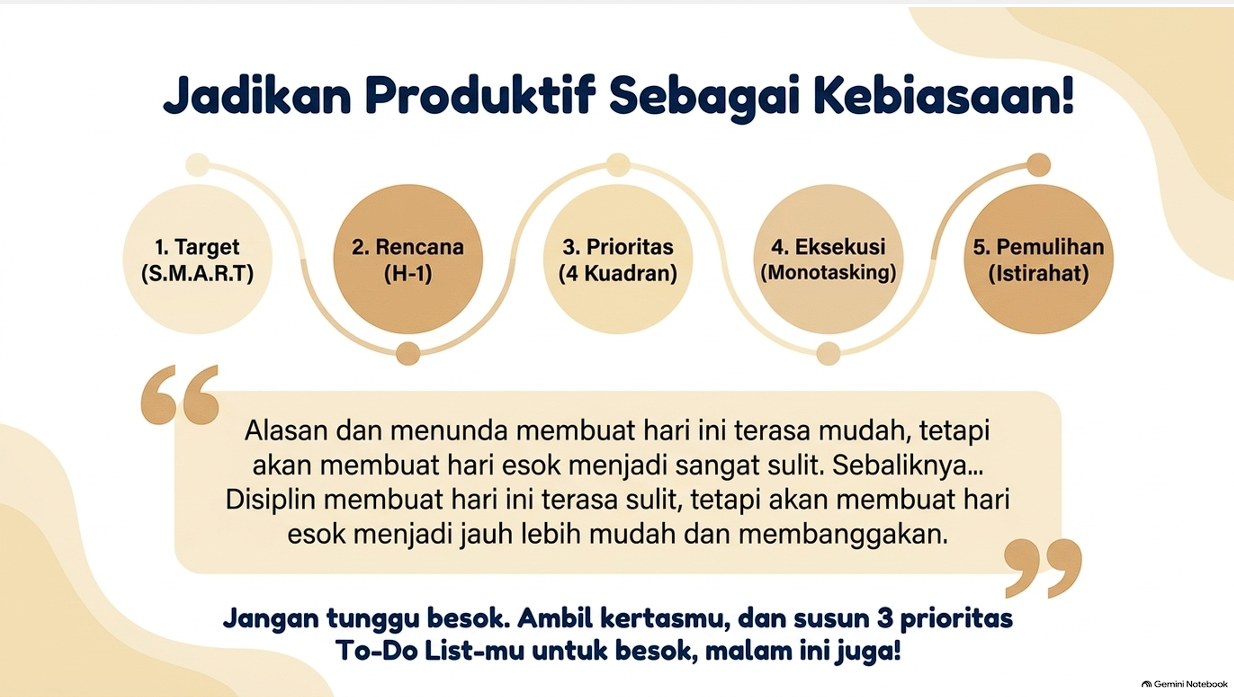 Jadikan Produktif Sebagai Kebiasaan!
1. Target
(S.M.A.R.T)
2. Rencana
(H-1)
3. Prioritas
(4 Kuadran)
4. Eksekusi
(Monotasking)
5. Pemulihan
(Istirahat)
“
Alasan dan menunda membuat hari ini terasa mudah, tetapi
akan membuat hari esok menjadi sangat sulit. Sebaliknya...
Disiplin membuat hari ini terasa sulit, tetapi akan membuat hari
esok menjadi jauh lebih mudah dan membanggakan.
”
Jangan tunggu besok. Ambil kertasmu, dan susun 3 prioritas
To-Do List-mu untuk besok, malam ini juga!
Gemini Notebook